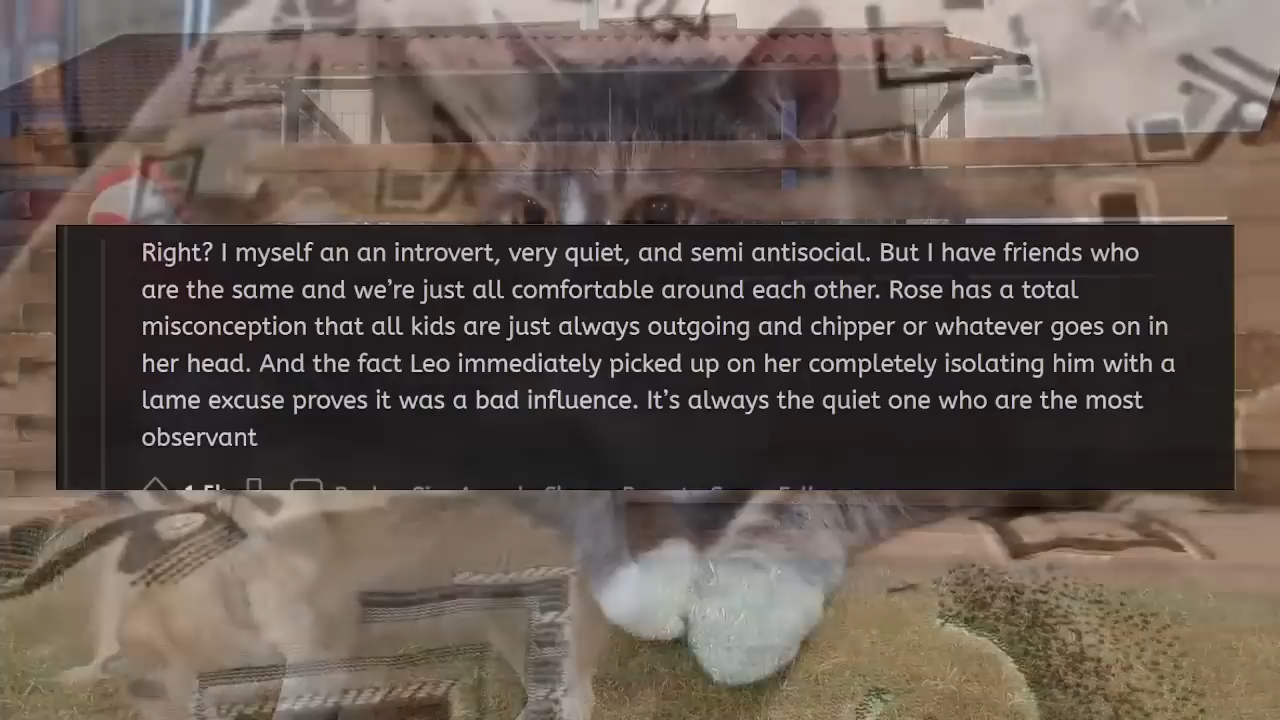 Right? I myself an an introvert, very quiet, and semi antisocial. But I have friends who
are the same and we’re just all comfortable around each other. Rose has a total
misconception that all kids are just always outgoing and chipper or whatever goes on in
her head. And the fact Leo immediately picked up on her completely isolating him with a
lame excuse proves it was a bad influence. It’s always the quiet one who are the most
observant